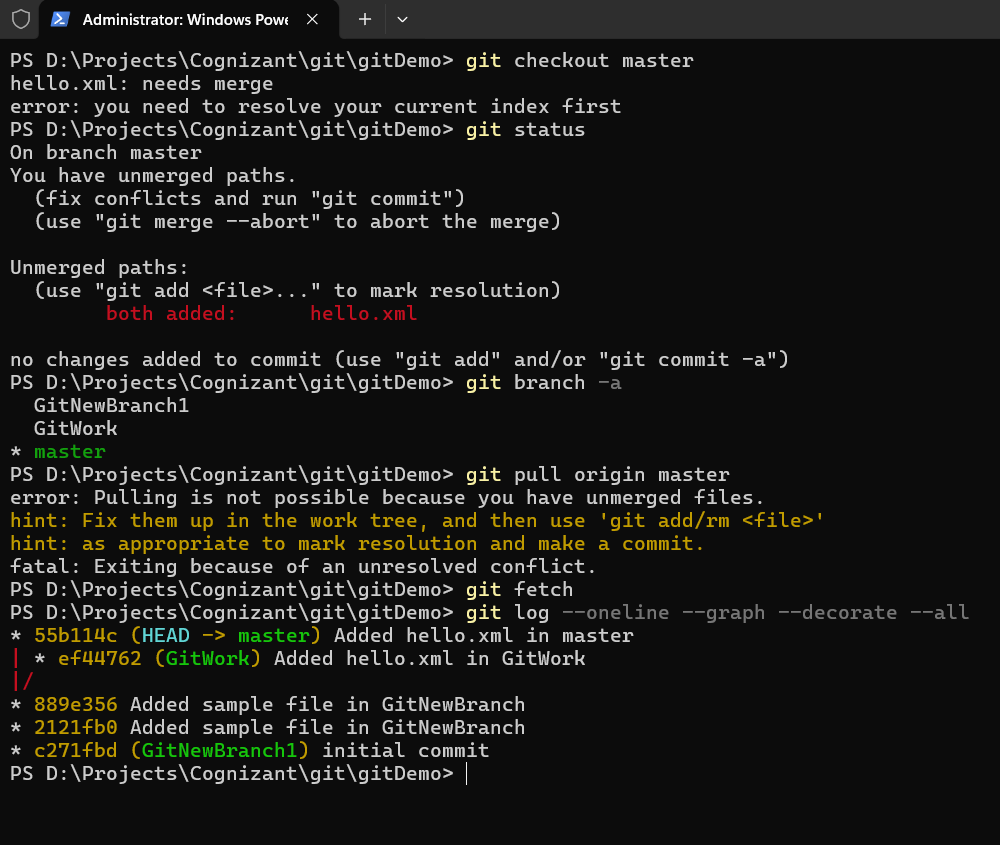 Administrator: Windows Powe
PS D:\Projects\Cognizant\git\gitDemo> git checkout master
hello.xml: needs merge
error: you need to resolve your current index first
PS D:\Projects\Cognizant\git\gitDemo> git status
On branch master
You have unmerged paths.
  (fix conflicts and run "git commit")
  (use "git merge --abort" to abort the merge)

Unmerged paths:
  (use "git add <file>..." to mark resolution)
        both added:      hello.xml

no changes added to commit (use "git add" and/or "git commit -a")
PS D:\Projects\Cognizant\git\gitDemo> git branch -a
  GitNewBranch1
  GitWork
* master
PS D:\Projects\Cognizant\git\gitDemo> git pull origin master
error: Pulling is not possible because you have unmerged files.
hint: Fix them up in the work tree, and then use 'git add/rm <file>'
hint: as appropriate to mark resolution and make a commit.
fatal: Exiting because of an unresolved conflict.
PS D:\Projects\Cognizant\git\gitDemo> git fetch
PS D:\Projects\Cognizant\git\gitDemo> git log --oneline --graph --decorate --all
* 55b114c (HEAD -> master) Added hello.xml in master
| * ef44762 (GitWork) Added hello.xml in GitWork
|/
* 889e356 Added sample file in GitNewBranch
* 2121fb0 Added sample file in GitNewBranch
* c271fbd (GitNewBranch1) initial commit
PS D:\Projects\Cognizant\git\gitDemo>